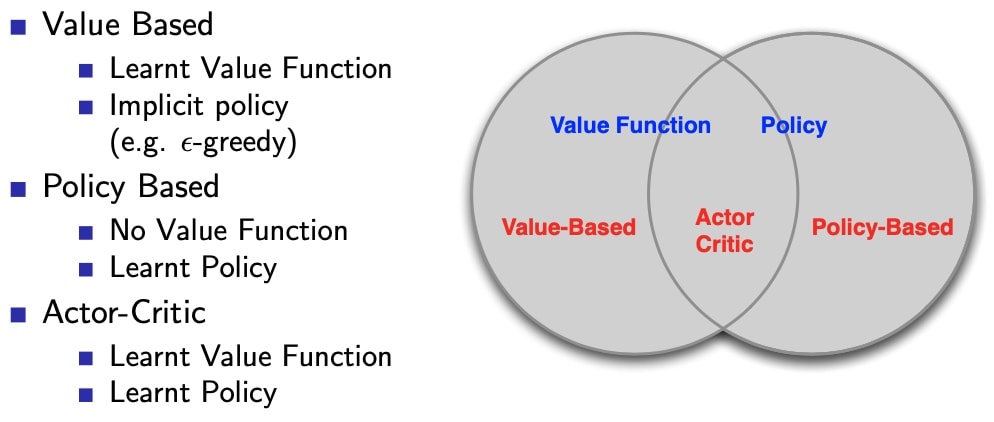 Value Based
Learnt Value Function
Implicit policy
(e.g. ϵ-greedy)
Policy Based
No Value Function
Learnt Policy
Actor-Critic
Learnt Value Function
Learnt Policy
Value Function
Policy
Value-Based
Actor
Critic
Policy-Based